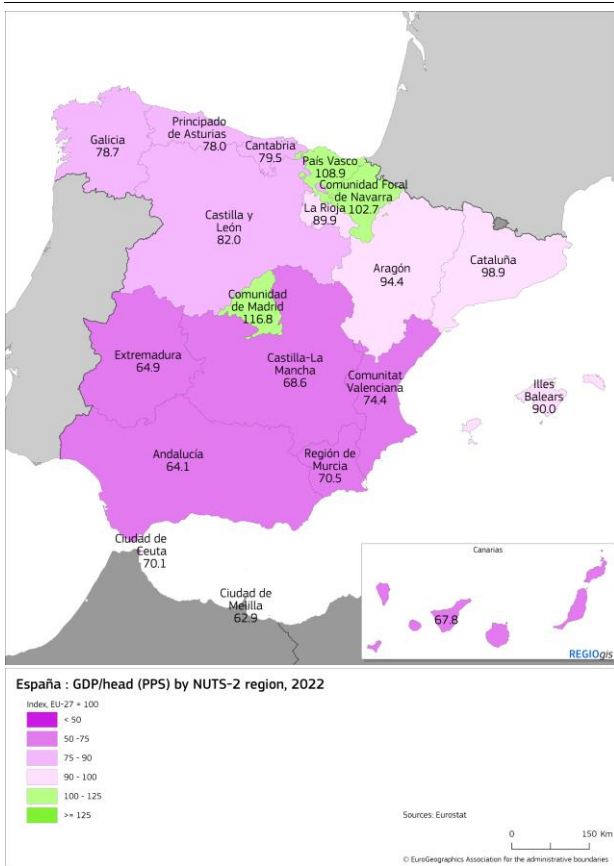 Principado
de Asturias
78.0
Galicia
78.7
Cantabria
79.5
País Vasco
108.9
Comunidad Foral
de Navarra
102.7
La Rioja
89.9
Castilla y
León
82.0
Aragón
94.4
Cataluña
98.9
Comunidad
de Madrid
116.8
Extremadura
64.9
Castilla-La
Mancha
68.6
Comunitat
Valenciana
74.4
Illes
Balears
90.0
Andalucía
64.1
Región de
Murcia
70.5
Ciudad de
Ceuta
70.1
Ciudad de
Melilla
62.9
Canarias
67.8
REGIOgis
España : GDP/head (PPS) by NUTS-2 region, 2022
Index, EU-27 = 100
< 50
50 -75
75 - 90
90 - 100
100 - 125
>= 125
Sources: Eurostat
0 150 Km
© EuroGeographics Association for the administrative boundaries